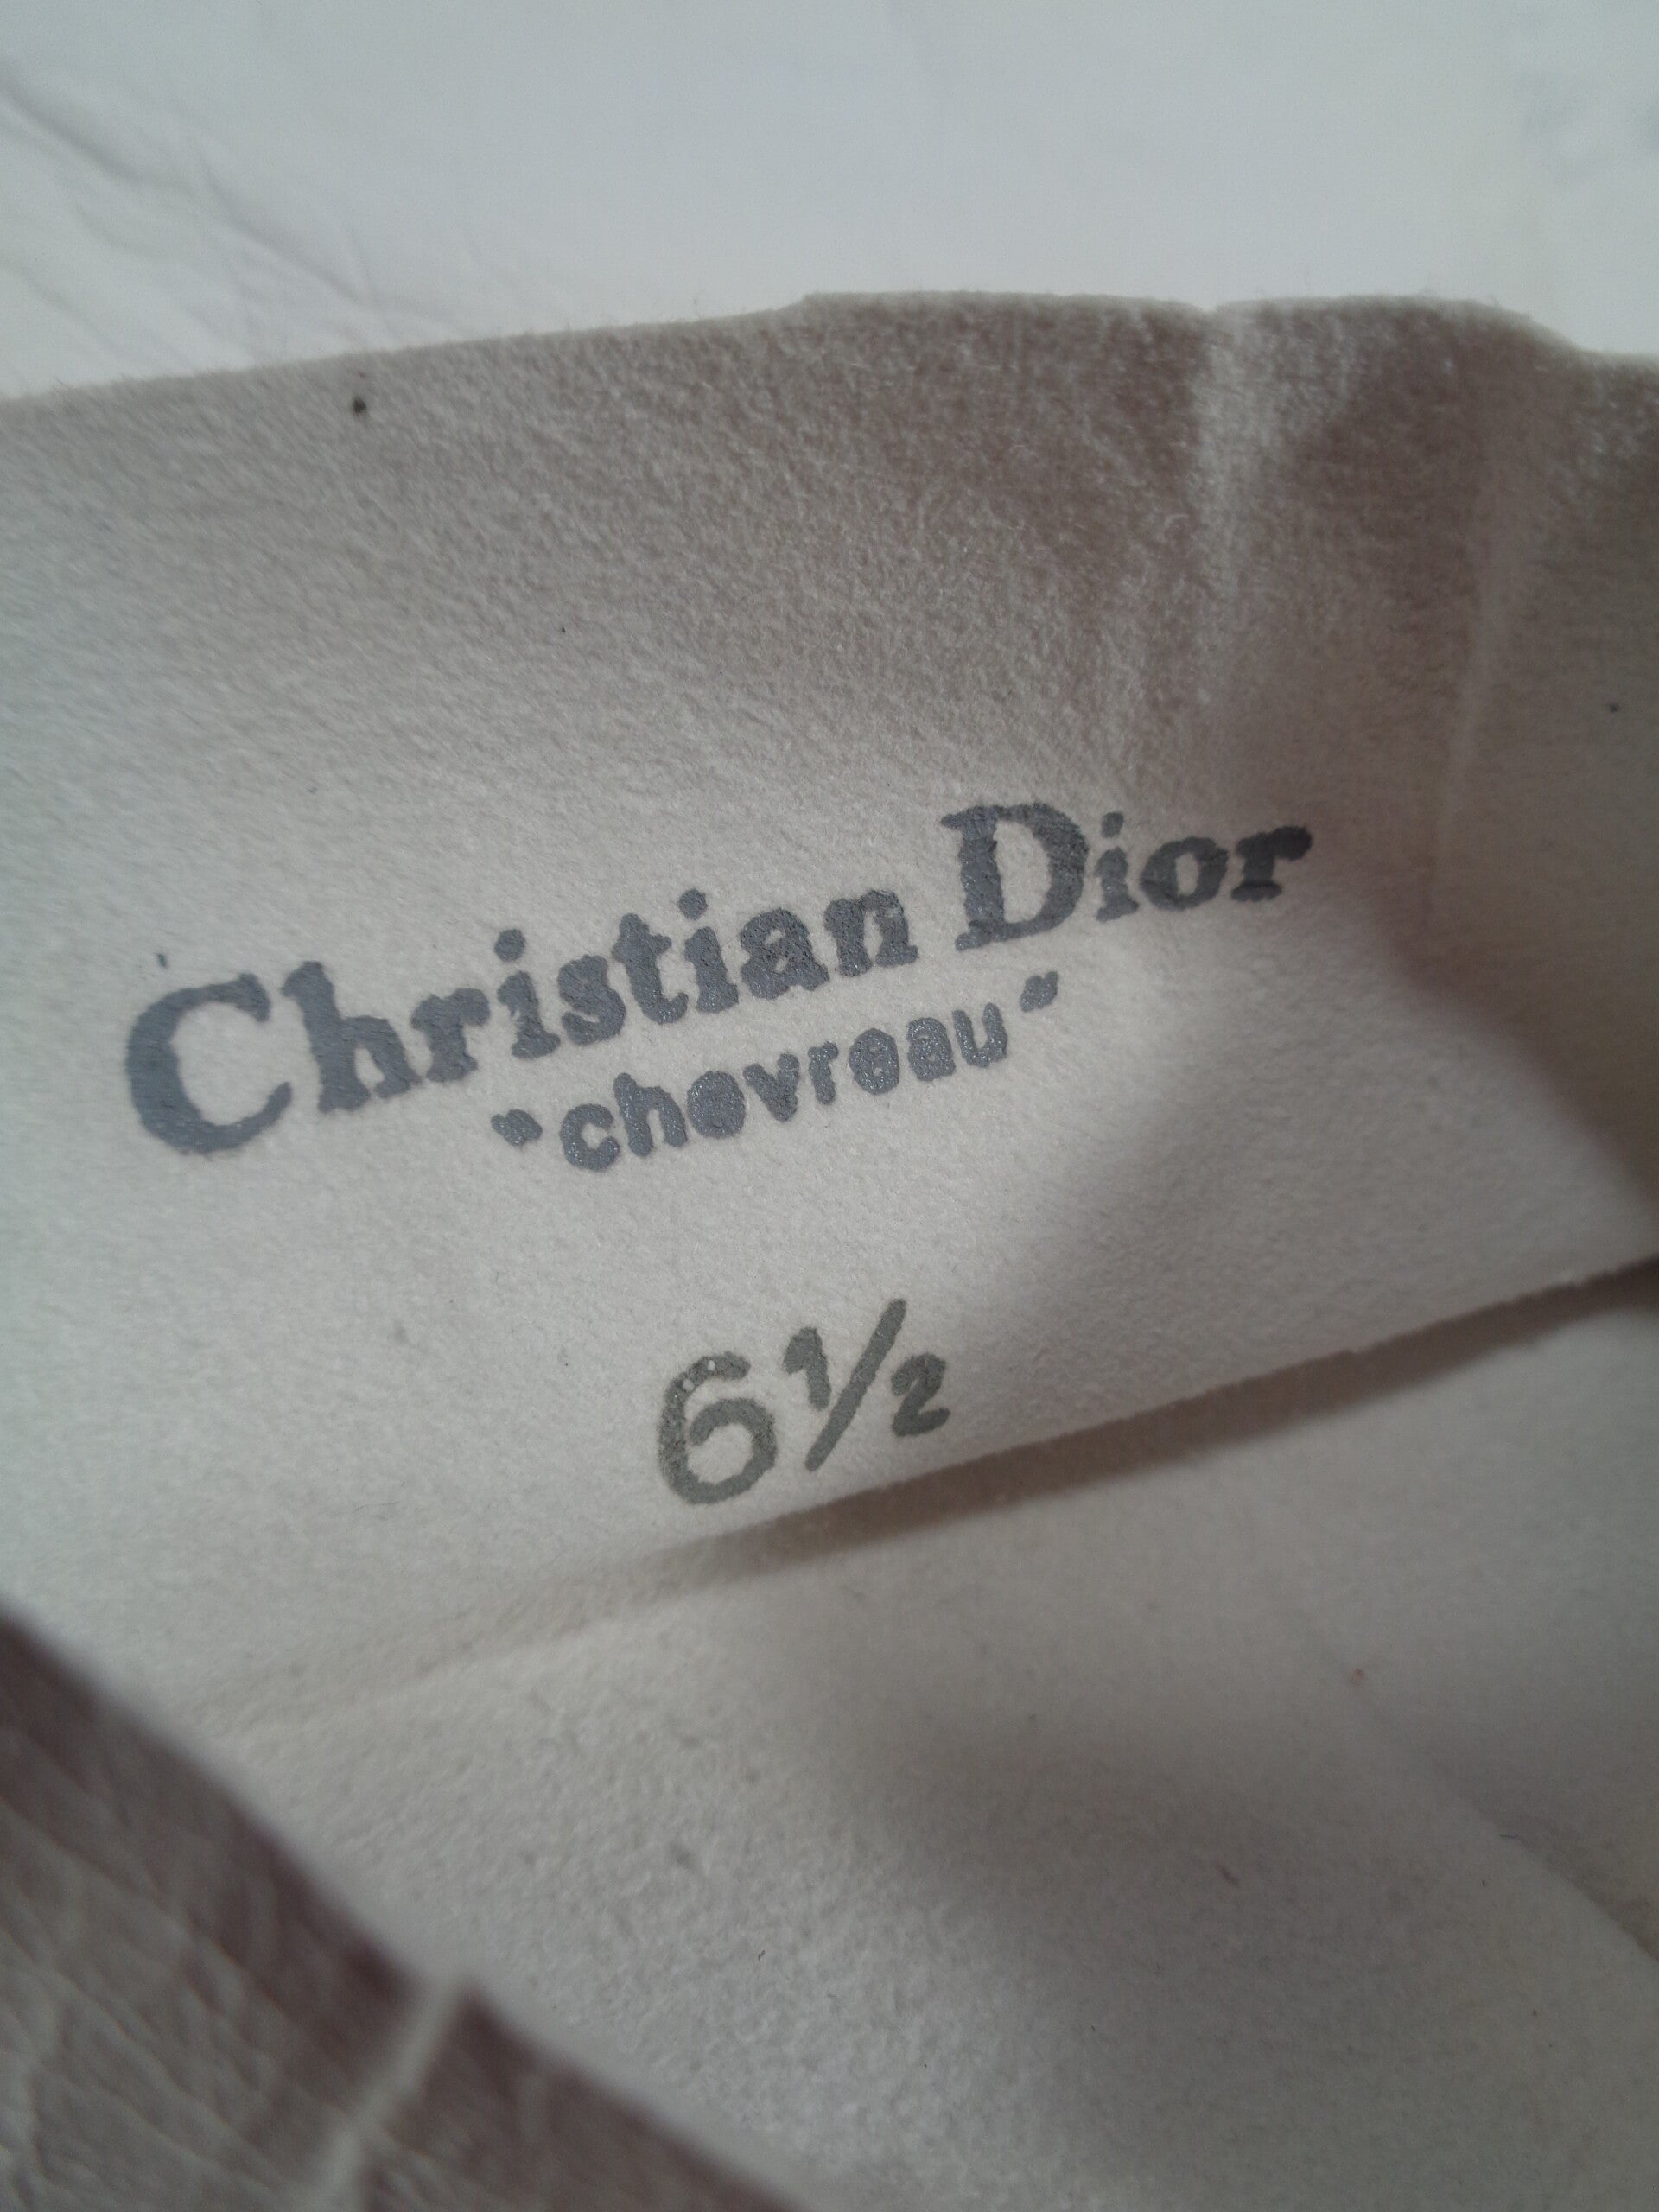 Christian Dior
"chevreau"
6½